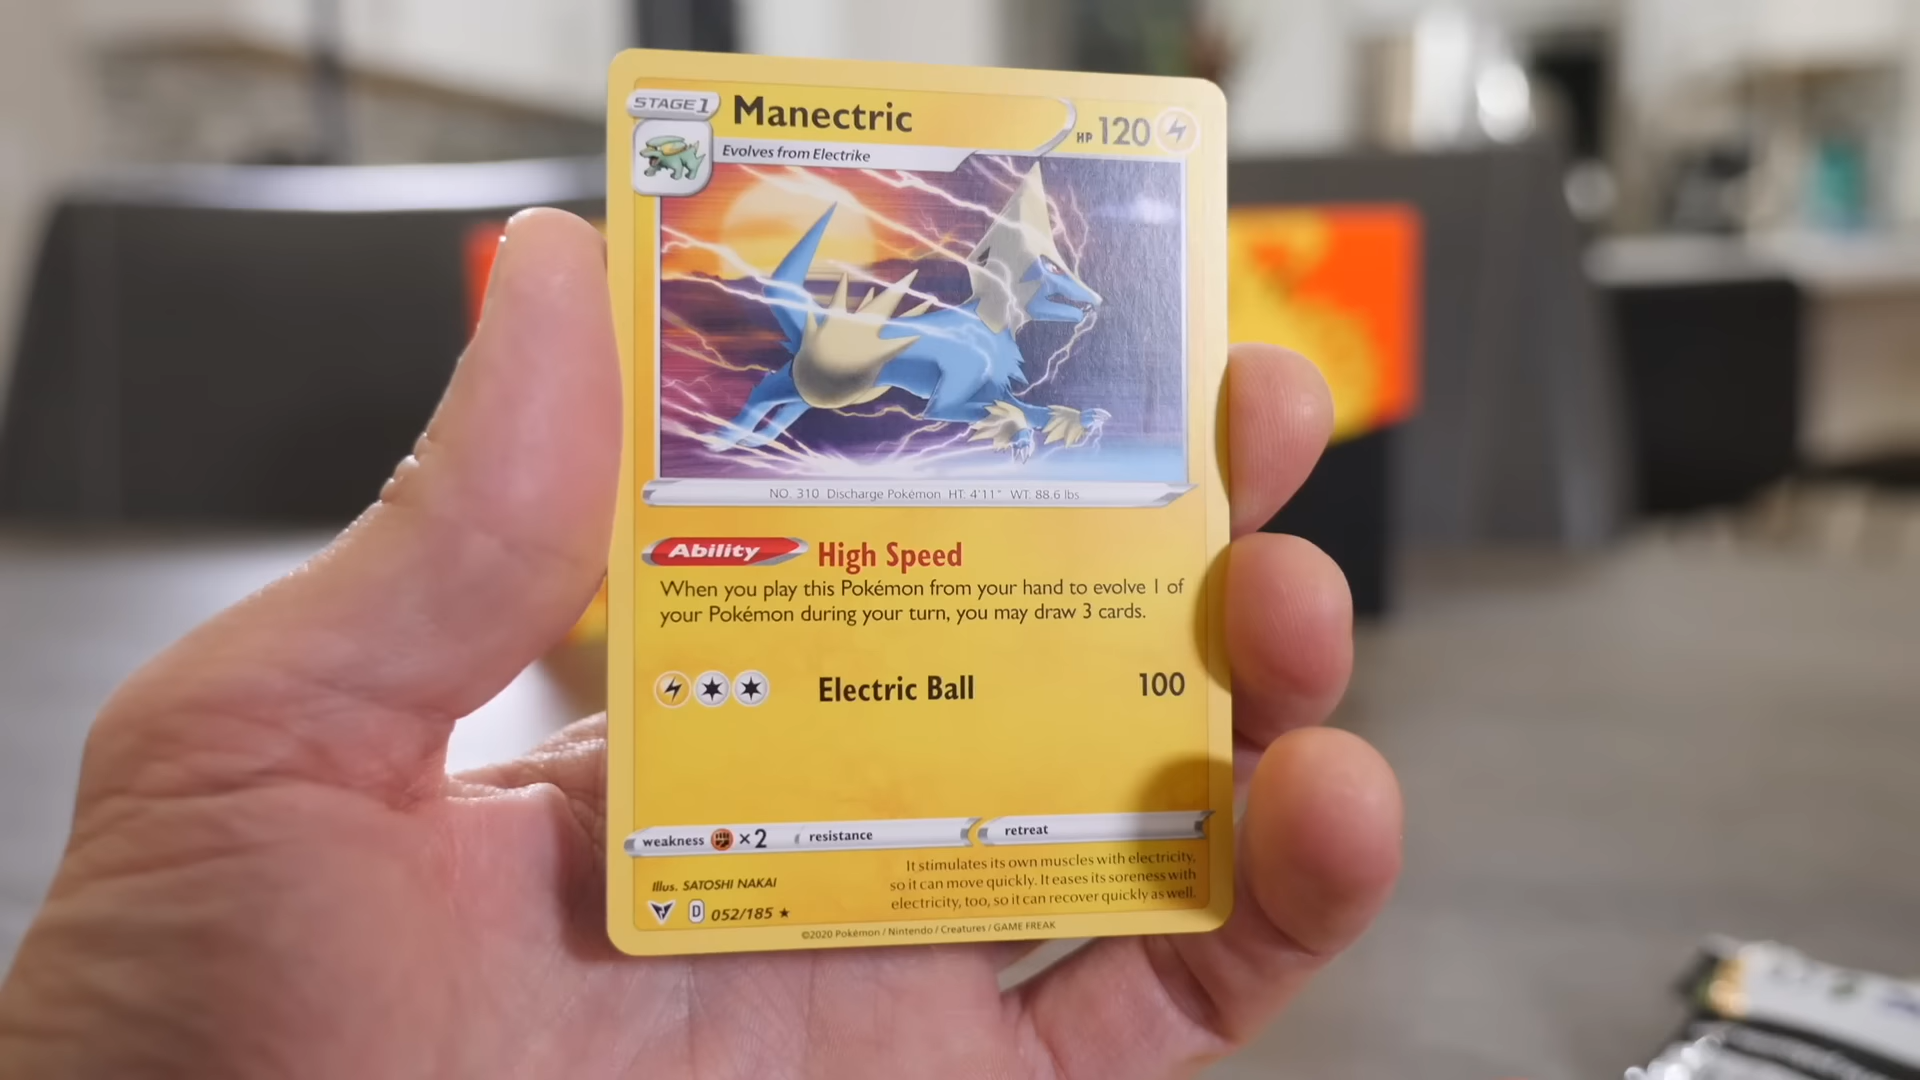 STAGE 1
Manectric
HP 120
Evolves from Electrike
NO. 310 Discharge Pokémon HT: 4'11" WT: 88.6 lbs.
Ability High Speed
When you play this Pokémon from your hand to evolve 1 of
your Pokémon during your turn, you may draw 3 cards.
Electric Ball 100
weakness ×2 resistance retreat
It stimulates its own muscles with electricity,
so it can move quickly. It eases its soreness with
electricity, too, so it can recover quickly as well.
Illus. SATOSHI NAKAI
D 052/185 ★
©2020 Pokémon / Nintendo / Creatures / GAME FREAK